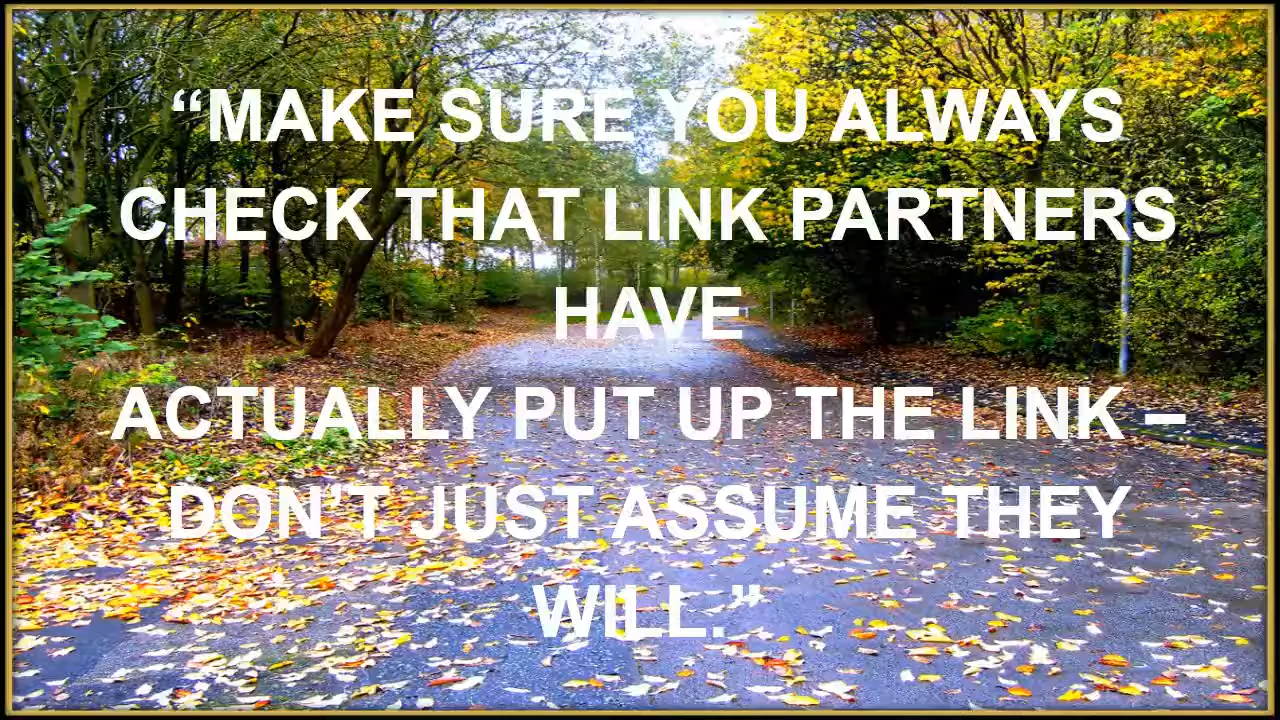 “MAKE SURE YOU ALWAYS
CHECK THAT LINK PARTNERS
HAVE
ACTUALLY PUT UP THE LINK –
DON’T JUST ASSUME THEY
WILL.”